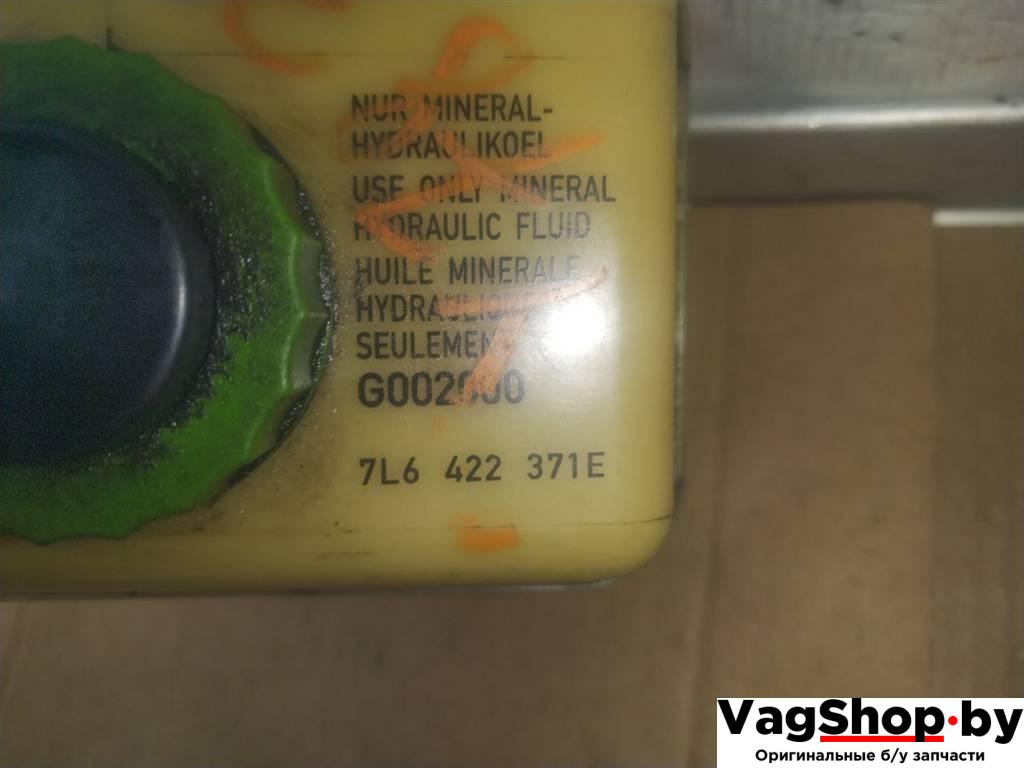 NUR MINERAL-
HYDRAULIKOEL
USE ONLY MINERAL
HYDRAULIC FLUID
HUILE MINERALE
HYDRAULIQUE
SEULEMENT
G002000
7L6 422 371E
VagShop.by
Оригинальные б/у запчасти